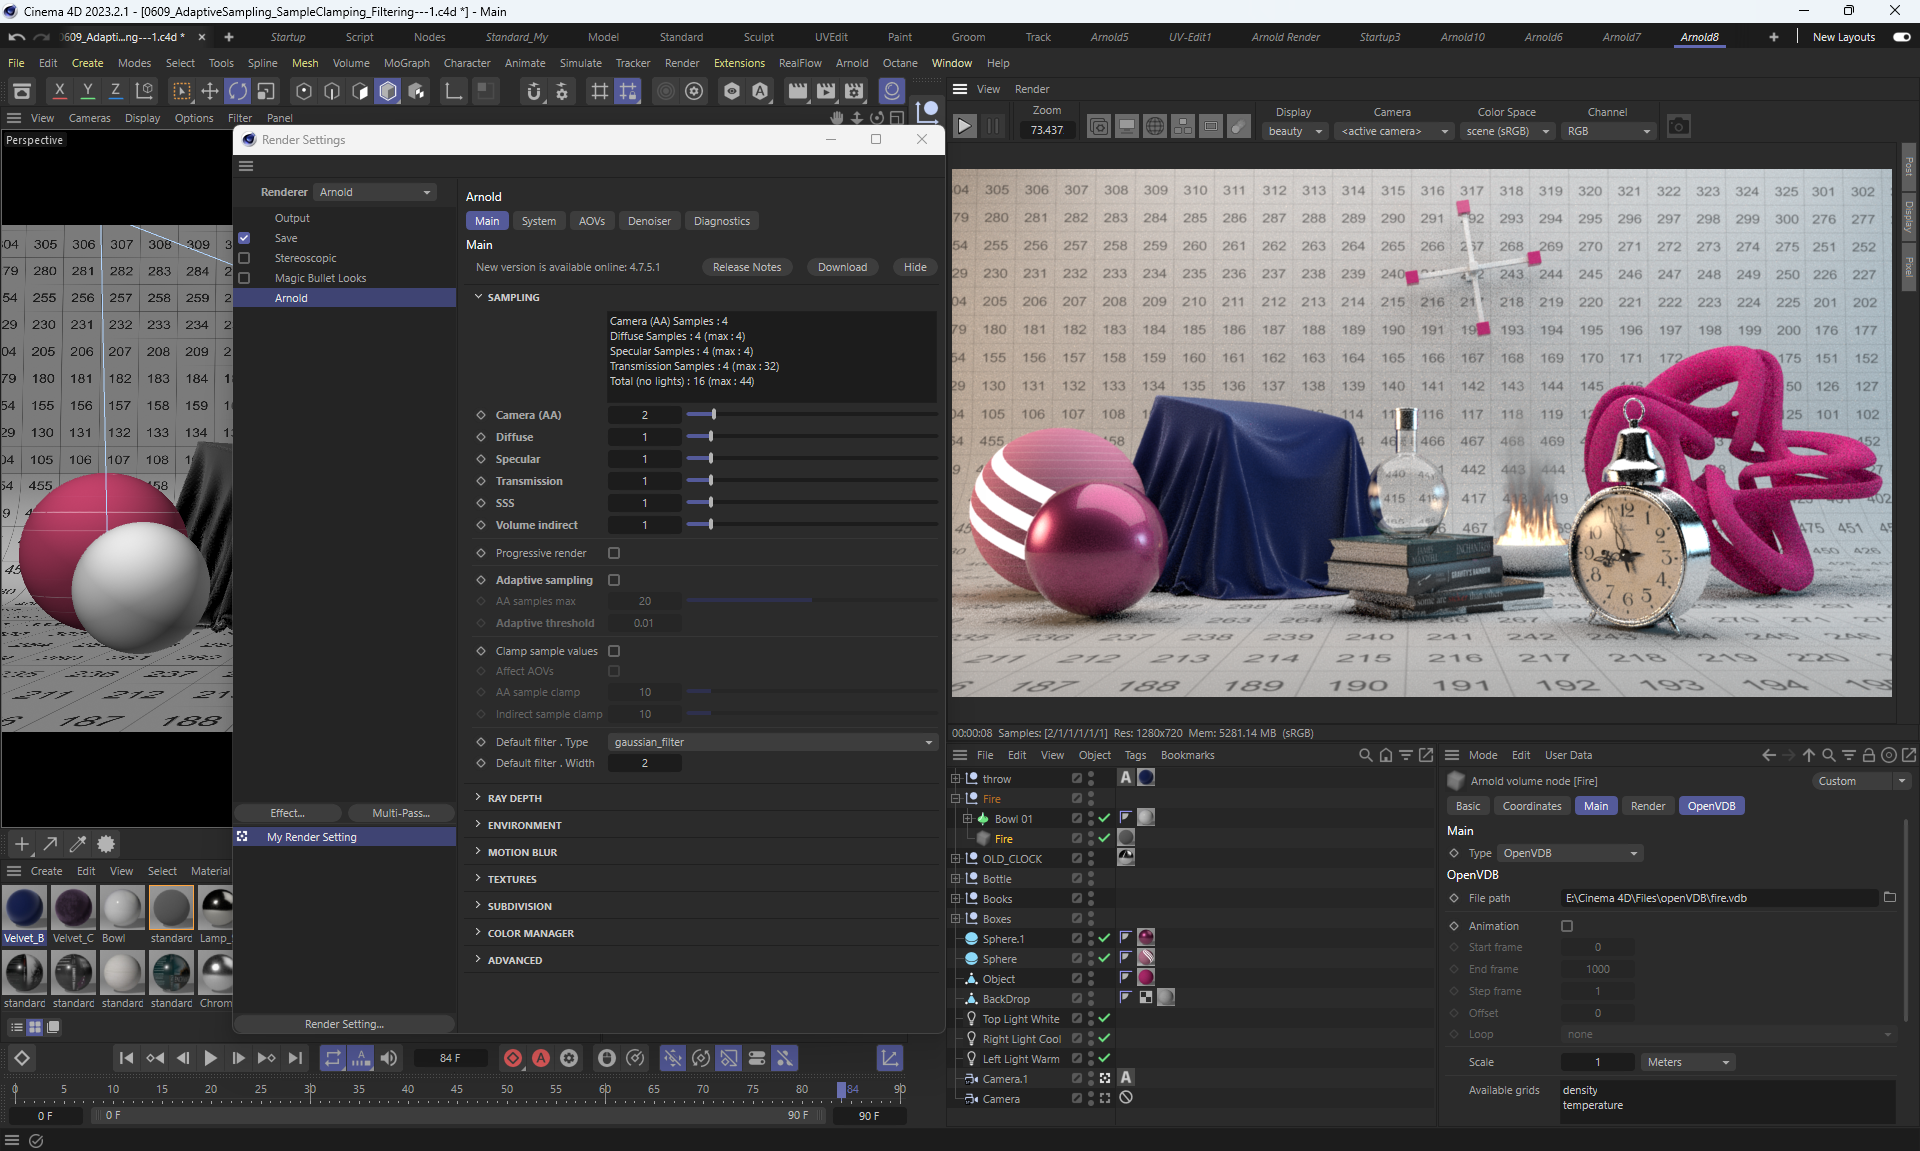 Cinema 4D 2023.2.1 - [0609_AdaptiveSampling_SampleClamping_Filtering---1.c4d *] - Main
609_Adapti...ng---1.c4d *
Startup
Script
Nodes
Standard_My
Model
Standard
Sculpt
UVEdit
Paint
Groom
Track
Arnold5
UV-Edit1
Arnold Render
Startup3
Arnold10
Arnold6
Arnold7
Arnold8
New Layouts
File Edit Create Modes Select Tools Spline Mesh Volume MoGraph Character Animate Simulate Tracker Render Extensions RealFlow Arnold Octane Window Help
X Y Z
View Cameras Display Options Filter Panel
Perspective
Render Settings
Renderer Arnold
Output
Save
Stereoscopic
Magic Bullet Looks
Arnold
Effect...
Multi-Pass...
My Render Setting
Render Setting...
Arnold
Main System AOVs Denoiser Diagnostics
Main
New version is available online: 4.7.5.1
Release Notes
Download
Hide
SAMPLING
Camera (AA) Samples : 4
Diffuse Samples : 4 (max : 4)
Specular Samples : 4 (max : 4)
Transmission Samples : 4 (max : 32)
Total (no lights) : 16 (max : 44)
Camera (AA) 2
Diffuse 1
Specular 1
Transmission 1
SSS 1
Volume indirect 1
Progressive render
Adaptive sampling
AA samples max 20
Adaptive threshold 0.01
Clamp sample values
Affect AOVs
AA sample clamp 10
Indirect sample clamp 10
Default filter . Type gaussian_filter
Default filter . Width 2
RAY DEPTH
ENVIRONMENT
MOTION BLUR
TEXTURES
SUBDIVISION
COLOR MANAGER
ADVANCED
View Render
Zoom
73.437
Display
beauty
Camera
<active camera>
Color Space
scene (sRGB)
Channel
RGB
Post
Display
Pixel
00:00:08 Samples: [2/1/1/1/1/1] Res: 1280x720 Mem: 5281.14 MB (sRGB)
File Edit View Object Tags Bookmarks
throw
Fire
Bowl 01
Fire
OLD_CLOCK
Bottle
Books
Boxes
Sphere.1
Sphere
Object
BackDrop
Top Light White
Right Light Cool
Left Light Warm
Camera.1
Camera
Mode Edit User Data
Arnold volume node [Fire]
Custom
Basic Coordinates Main Render OpenVDB
Main
Type OpenVDB
OpenVDB
File path E:\Cinema 4D\Files\openVDB\fire.vdb
Animation
Start frame 0
End frame 1000
Step frame 1
Offset 0
Loop none
Scale 1 Meters
Available grids density
temperature
Create Edit View Select Material
Velvet_B Velvet_C Bowl standard Lamp_
standard standard standard standard Chrom
84 F
0 5 10 15 20 25 30 35 40 45 50 55 60 65 70 75 80 84 90
0 F
0 F
90 F
90 F